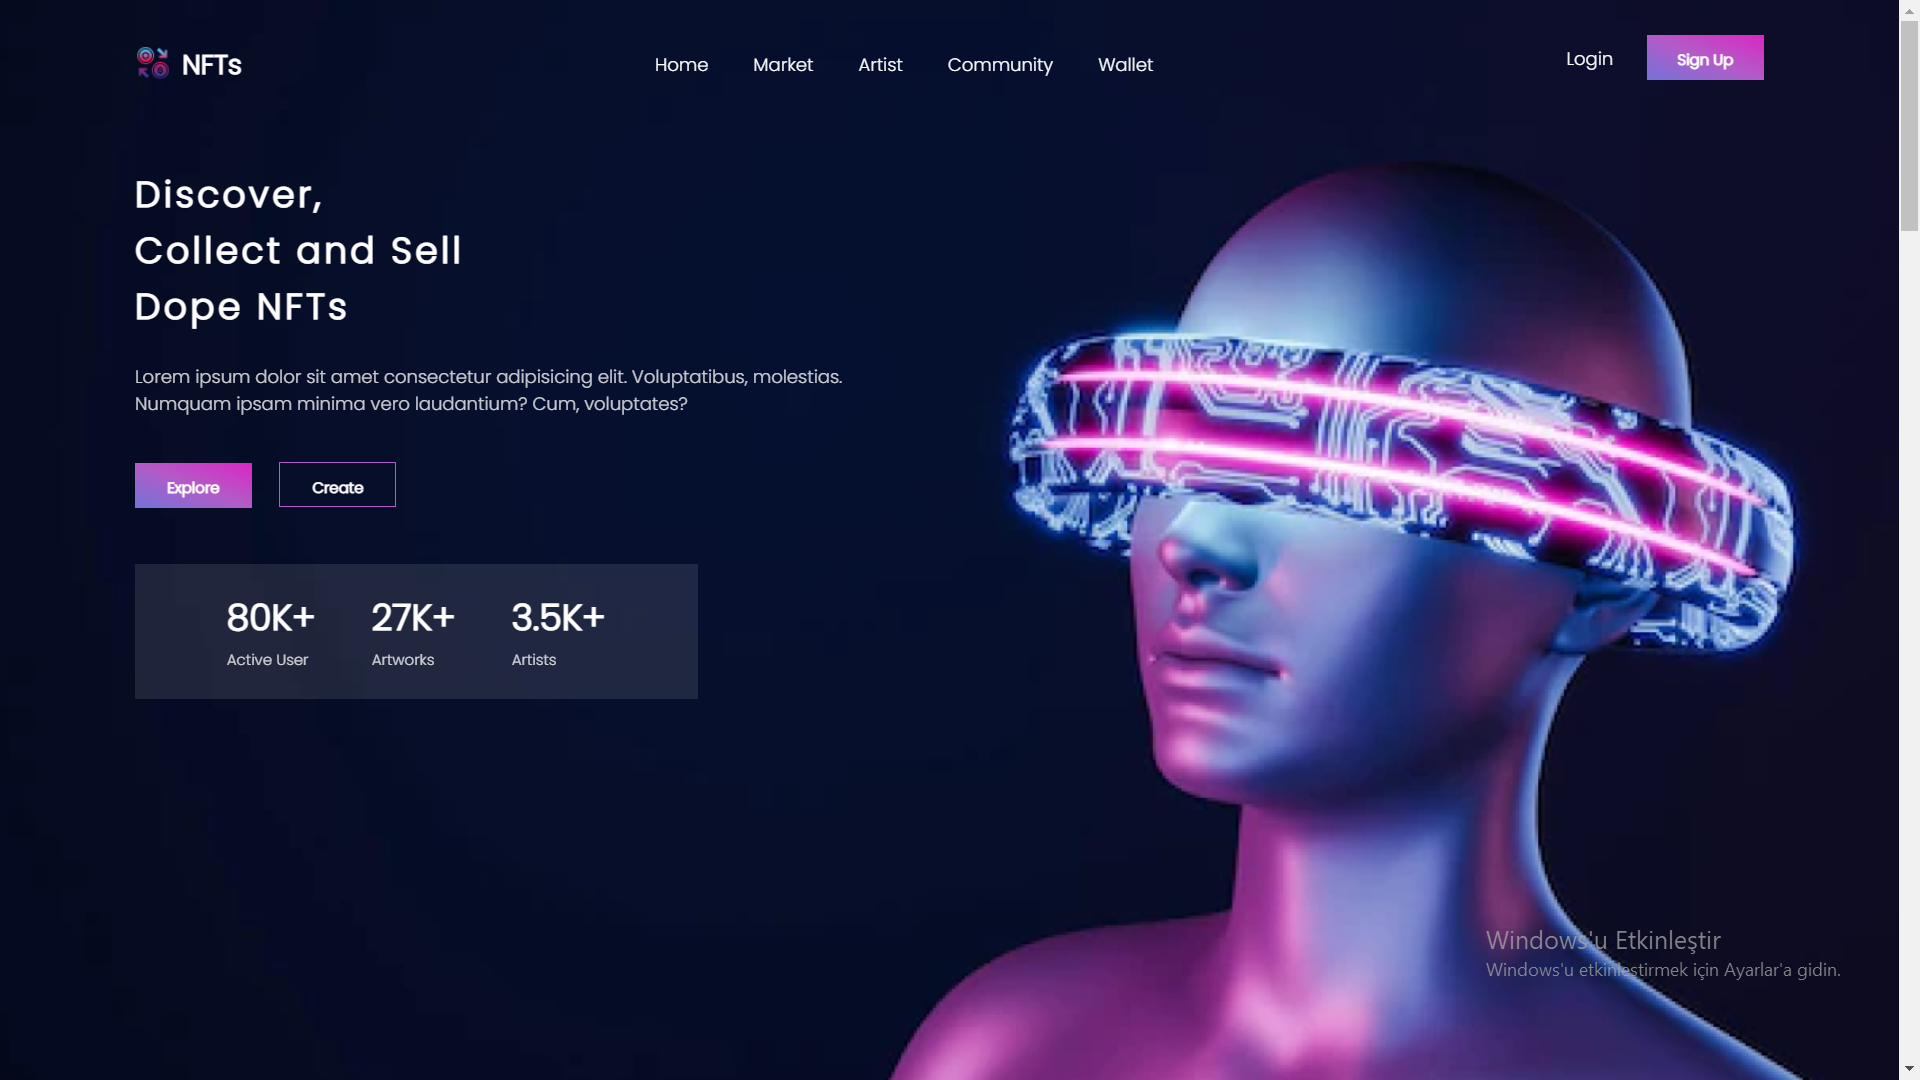 NFTs
Home
Market
Artist
Community
Wallet
Login
Sign Up
Discover,
Collect and Sell
Dope NFTs
Lorem ipsum dolor sit amet consectetur adipisicing elit. Voluptatibus, molestias.
Numquam ipsam minima vero laudantium? Cum, voluptates?
Explore
Create
80K+
Active User
27K+
Artworks
3.5K+
Artists
Windows'u Etkinleştir
Windows'u etkinleştirmek için Ayarlar'a gidin.